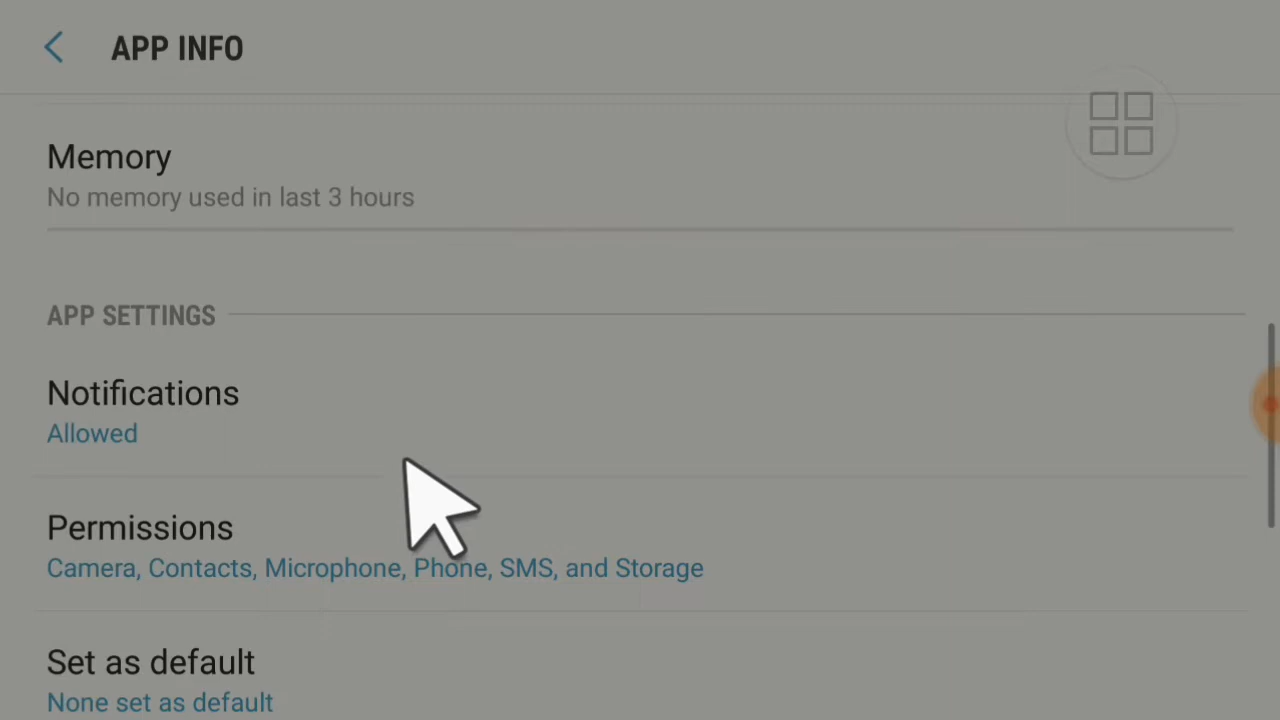 APP INFO
Memory
No memory used in last 3 hours
APP SETTINGS
Notifications
Allowed
Permissions
Camera, Contacts, Microphone, Phone, SMS, and Storage
Set as default
None set as default